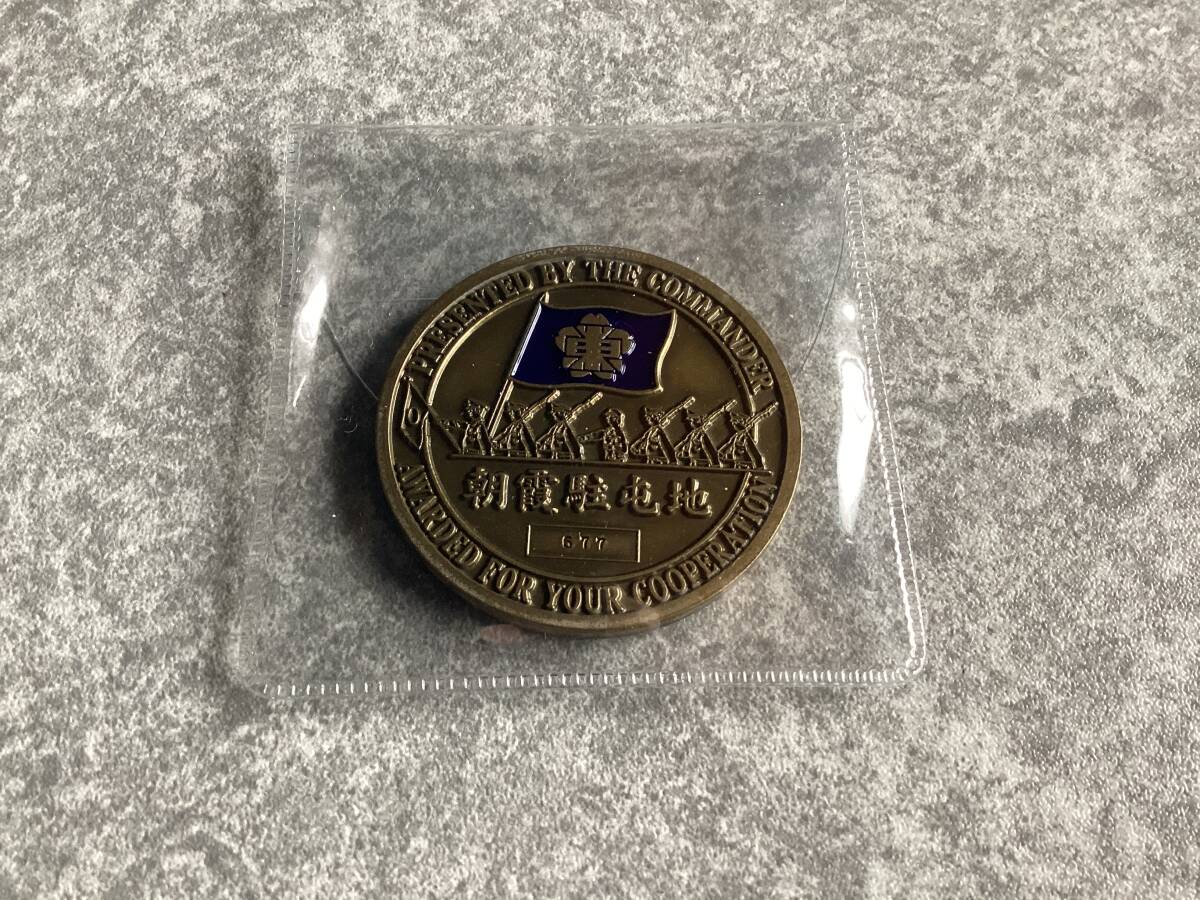 PRESENTED BY THE COMMANDER
朝霞駐屯地
677
AWARDED FOR YOUR COOPERATION